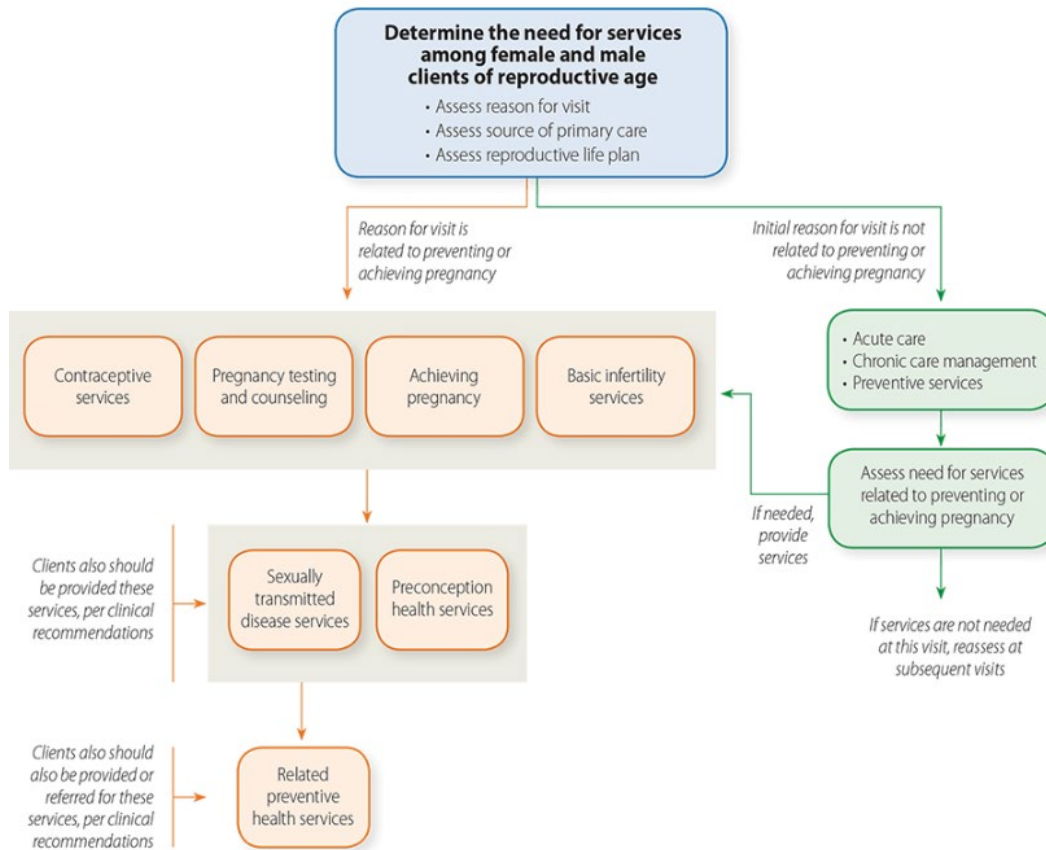 Determine the need for services
among female and male
clients of reproductive age
• Assess reason for visit
• Assess source of primary care
• Assess reproductive life plan
Reason for visit is
related to preventing or
achieving pregnancy
Initial reason for visit is not
related to preventing or
achieving pregnancy
Contraceptive
services
Pregnancy testing
and counseling
Achieving
pregnancy
Basic infertility
services
• Acute care
• Chronic care management
• Preventive services
Assess need for services
related to preventing or
achieving pregnancy
If needed,
provide
services
If services are not needed
at this visit, reassess at
subsequent visits
Clients also should
be provided these
services, per clinical
recommendations
Sexually
transmitted
disease services
Preconception
health services
Clients also should
also be provided or
referred for these
services, per clinical
recommendations
Related
preventive
health services